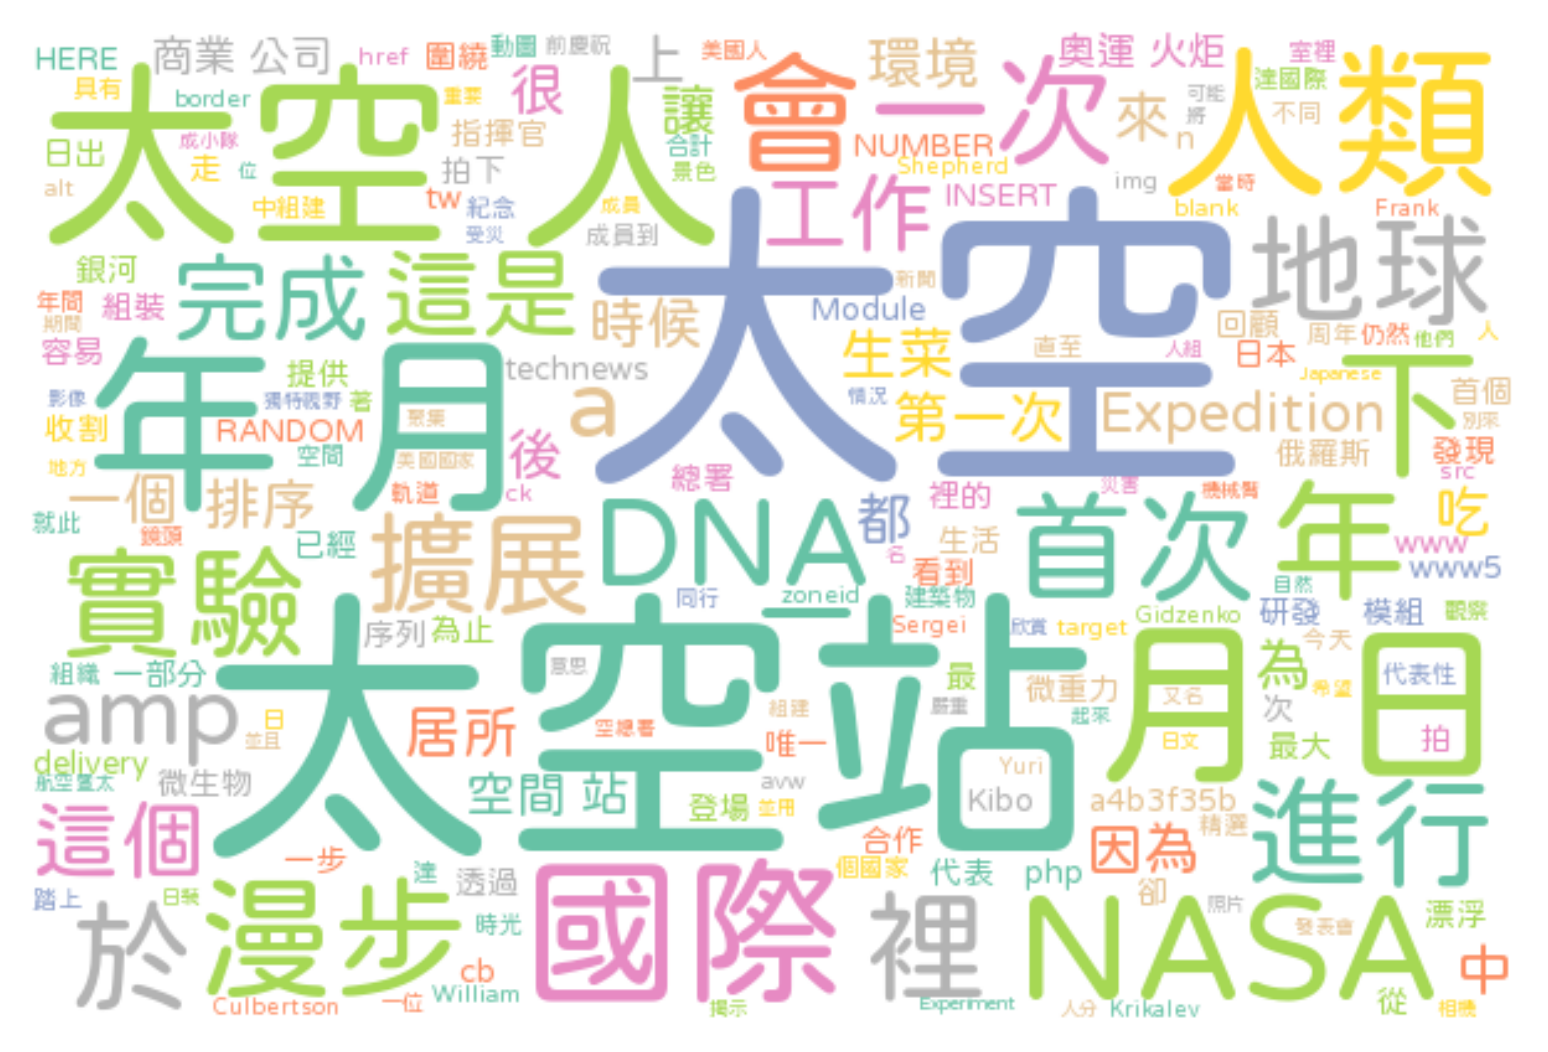 HERE 商業 公司 href 圍繞 動圖 前慶祝 上 美國人 環境 奧運 火炬 室裡
具有 border 重要 很 讓 會 一次 來 可能 將 不同 達國際 人類
太空人 成小隊 指揮官 合計 NUMBER n
日出 走 位 拍下 景色 Shepherd
alt 中組建 tw 紀念 成員 工作 INSERT img 當時 blank Frank
受災 成員到 地球
銀河 完成 這是 太空 新聞
年間 組裝 時候 Module 回顧 周年 仍然 他們 人
期間 容易 生菜 直至 人組 日本 下
年月 提供 technews Japanese
影像 獨特視野 著 a 情況 第一次 Expedition 首個
收割 RANDOM 聚集 別來
地方 空間 美國國家 後 俄羅斯 發現
一個 排序 軌道 ck 總署 裡的 災害 機械臂 src
就此 鏡頭 已經 擴展 DNA 都 生活 首次 年 吃
實驗 名 看到 www
同行 zoneid 建築物 自然 www5
序列 為止 一 Sergei 欣賞 target Gidzenko 研發 模組 觀察
組織 一部分 太空站 意思 最 微重力 月日 為 今天
amp 居所 空總署 組建 嚴重 起來 又名 次 希望 代表性
日 並且 唯一 日文 最大 拍
delivery avw Yuri
航空暨太 微生物 空間 站 登場 並用 Kibo a4b3f35b 精選
這個 一步 合作 因為 進行
踏上 日裝 達 透過 國際 個國家 代表 php 卻
於 漫步 時光 裡 NASA 照片 發表會 漂浮
cb 中
Culbertson 一位 William 揭示 Experiment 人分 Krikalev 從 相機